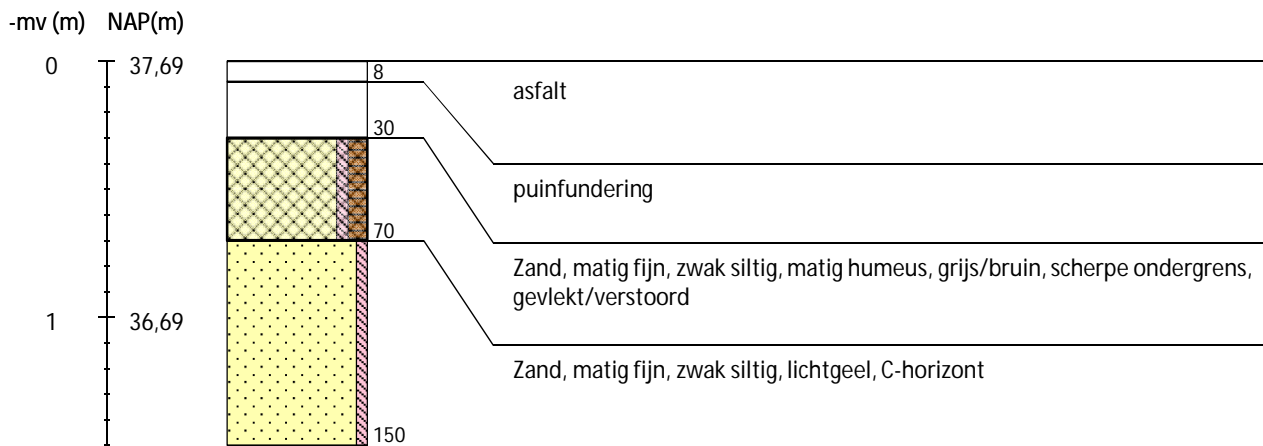 -mv (m) NAP(m)
0 37,69
8
asfalt
30
puinfundering
70
Zand, matig fijn, zwak siltig, matig humeus, grijs/bruin, scherpe ondergrens,
gevlekt/verstoord
1 36,69
Zand, matig fijn, zwak siltig, lichtgeel, C-horizont
150